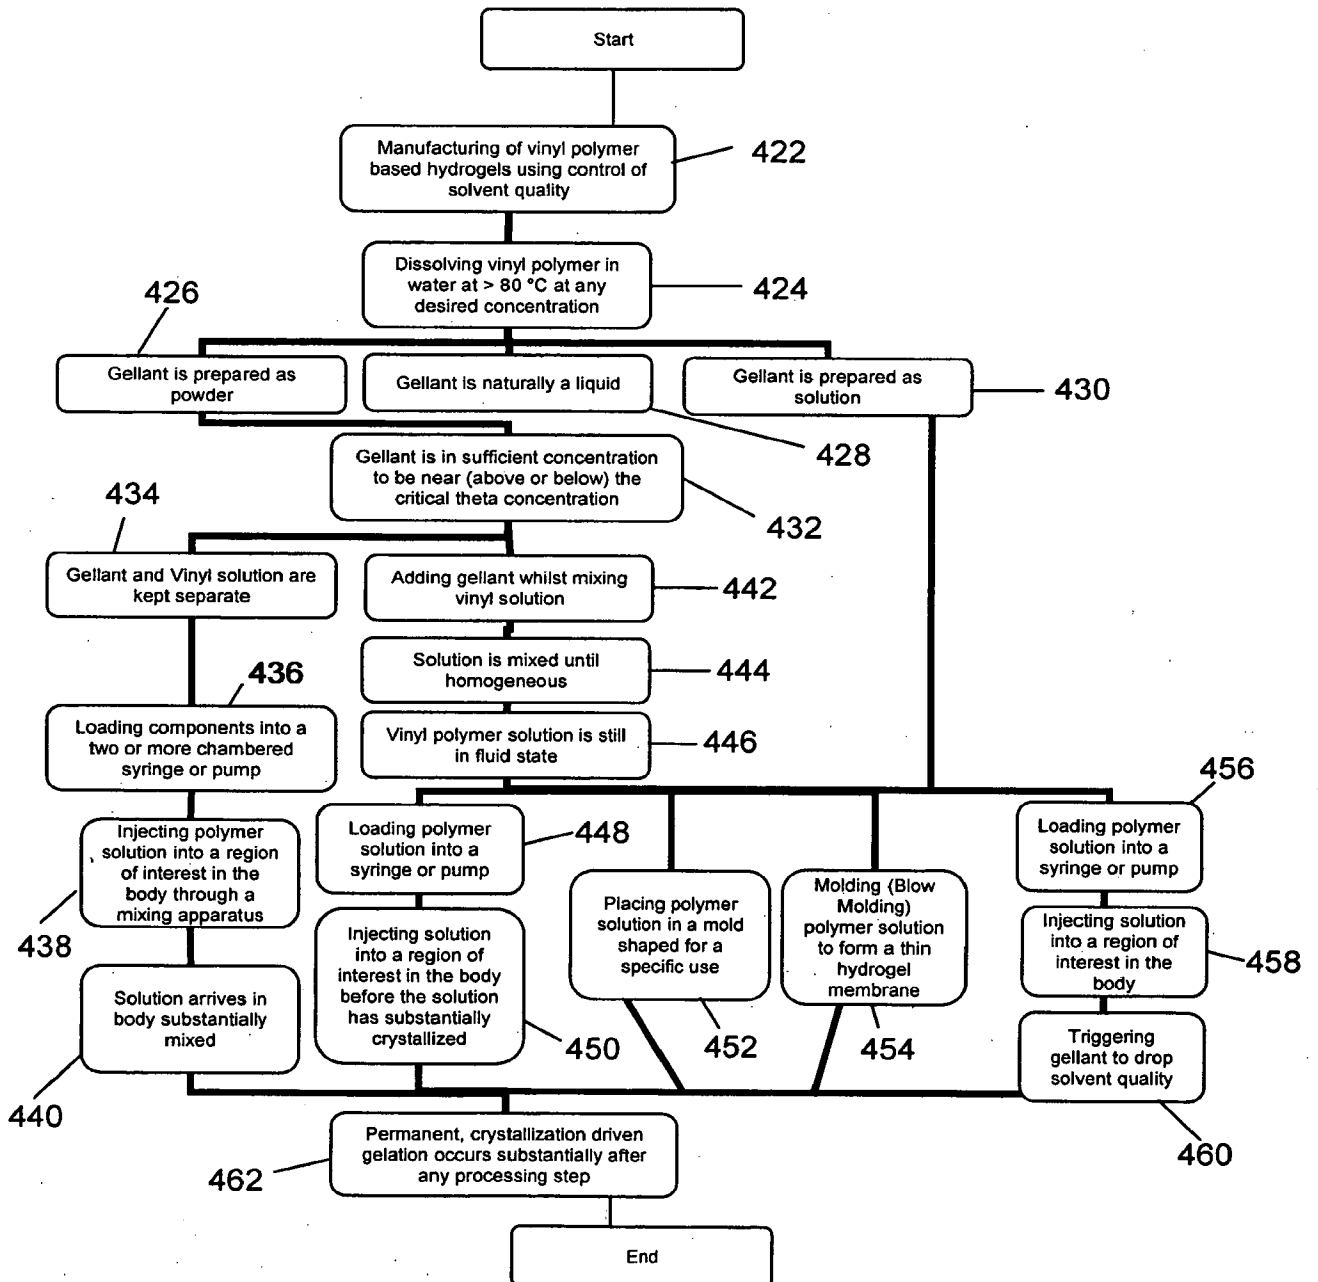 Start
Manufacturing of vinyl polymer
based hydrogels using control of
solvent quality
422
Dissolving vinyl polymer in
water at > 80 °C at any
desired concentration
424
426
Gellant is prepared as
powder
Gellant is naturally a liquid
428
Gellant is prepared as
solution
430
Gellant is in sufficient concentration
to be near (above or below) the
critical theta concentration
432
434
Gellant and Vinyl solution are
kept separate
Adding gellant whilst mixing
vinyl solution
442
436
Loading components into a
two or more chambered
syringe or pump
Solution is mixed until
homogeneous
444
Vinyl polymer solution is still
in fluid state
446
Injecting polymer
solution into a region
of interest in the
body through a
mixing apparatus
438
Solution arrives in
body substantially
mixed
440
Loading polymer
solution into a
syringe or pump
448
Injecting solution
into a region of
interest in the body
before the solution
has substantially
crystallized
450
Placing polymer
solution in a mold
shaped for a
specific use
452
Molding (Blow
Molding)
polymer solution
to form a thin
hydrogel
membrane
454
456
Loading polymer
solution into a
syringe or pump
Injecting solution
into a region of
interest in the
body
458
Triggering
gellant to drop
solvent quality
460
Permanent, crystallization driven
gelation occurs substantially after
any processing step
462
End